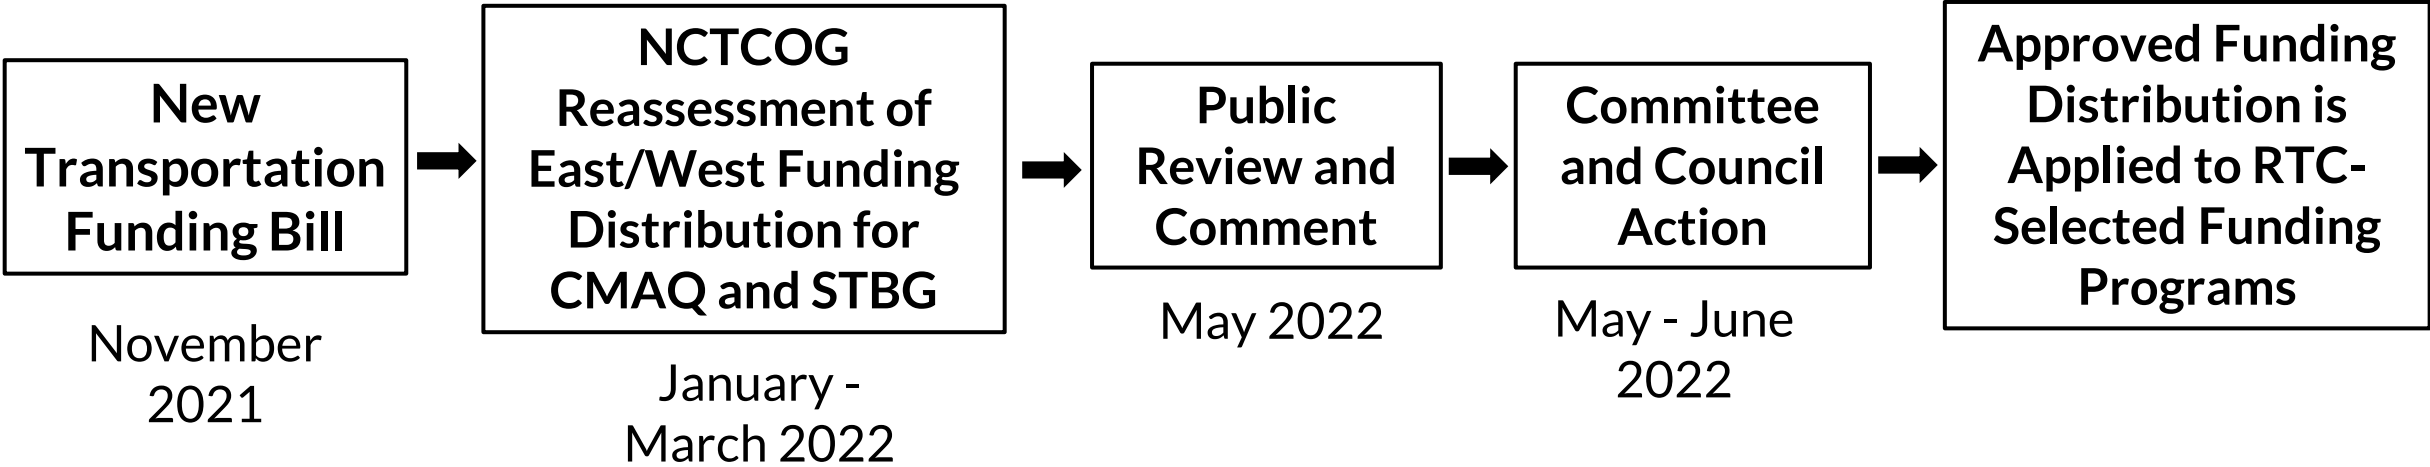 New
Transportation
Funding Bill
November
2021
NCTCOG
Reassessment of
East/West Funding
Distribution for
CMAQ and STBG
January -
March 2022
Public
Review and
Comment
May 2022
Committee
and Council
Action
May - June
2022
Approved Funding
Distribution is
Applied to RTC-
Selected Funding
Programs